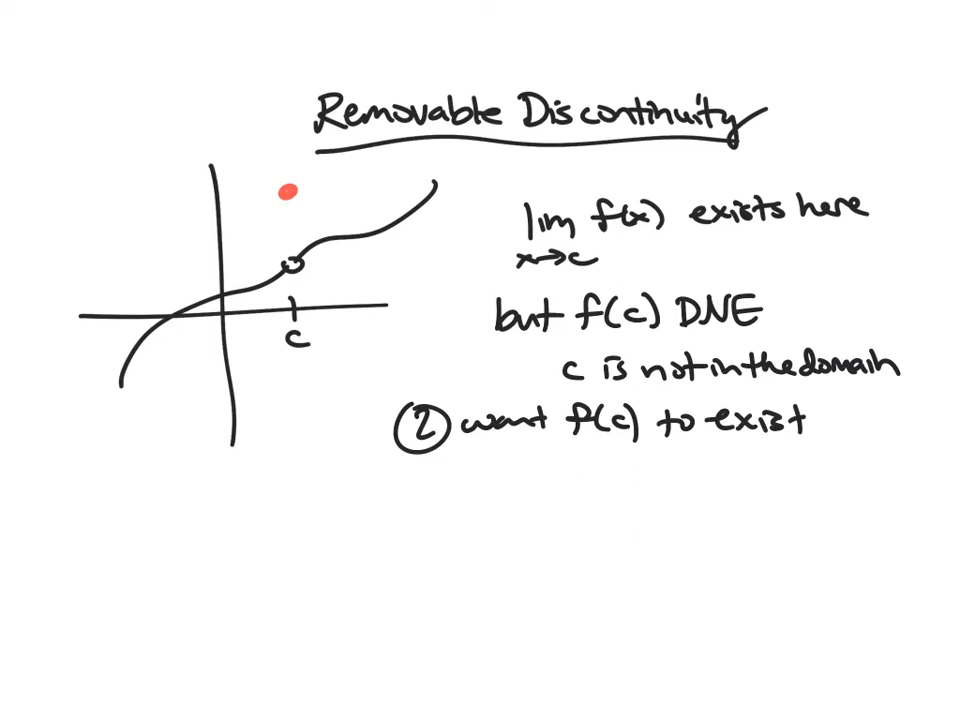 Removable Discontinuity
lim f(x) exists here
x→c
but f(c) DNE
c
c is not in the domain
② want f(c) to exist